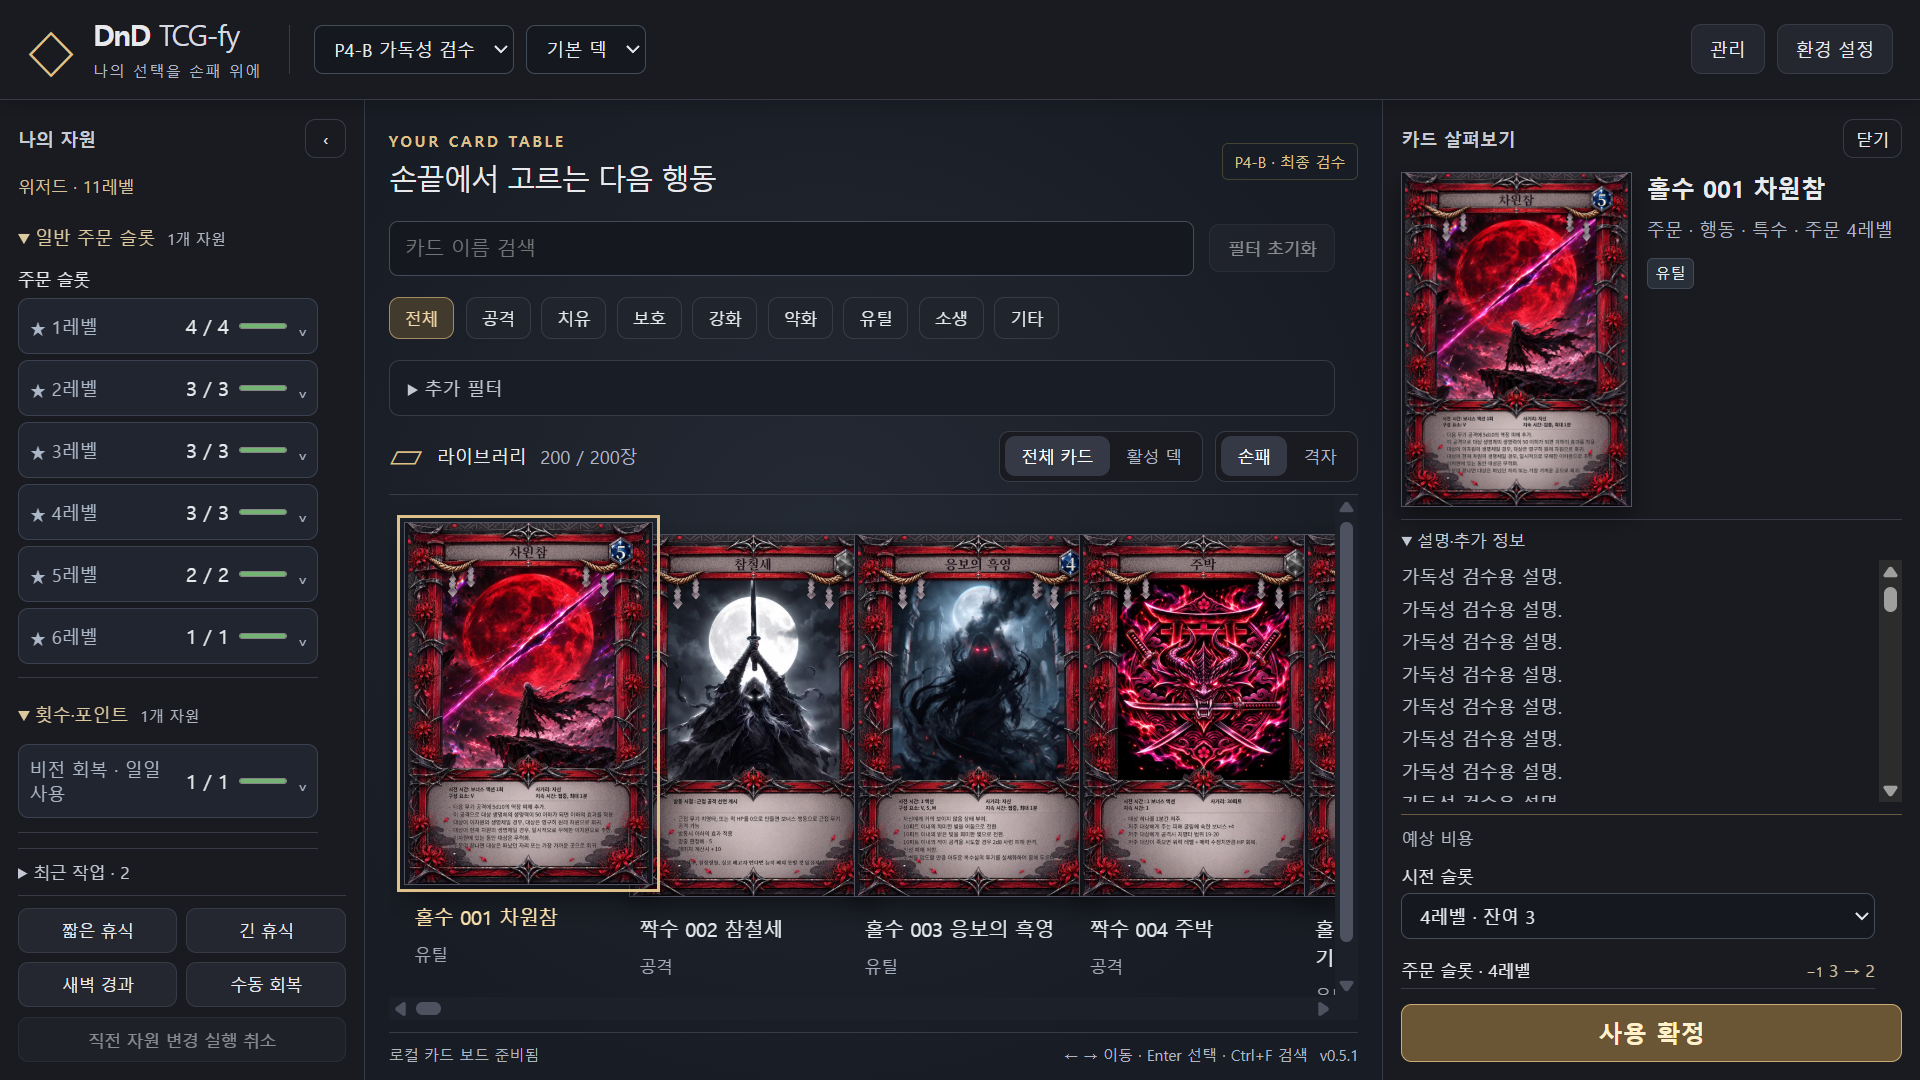 DnD TCG-fy
나의 선택을 손패 위에
P4-B 가독성 검수
기본 덱
관리
환경 설정
나의 자원
‹
위저드 · 11레벨
▼ 일반 주문 슬롯 1개 자원
주문 슬롯
★ 1레벨 4 / 4 v
★ 2레벨 3 / 3 v
★ 3레벨 3 / 3 v
★ 4레벨 3 / 3 v
★ 5레벨 2 / 2 v
★ 6레벨 1 / 1 v
▼ 횟수·포인트 1개 자원
비전 회복 · 일일 사용 1 / 1 v
▶ 최근 작업 · 2
짧은 휴식
긴 휴식
새벽 경과
수동 회복
직전 자원 변경 실행 취소
YOUR CARD TABLE
손끝에서 고르는 다음 행동
P4-B · 최종 검수
카드 이름 검색
필터 초기화
전체
공격
치유
보호
강화
약화
유틸
소생
기타
▶ 추가 필터
라이브러리 200 / 200장
전체 카드
활성 덱
손패
격자
차원참
5
홀수 001 차원참
유틸
참철세
짝수 002 참철세
공격
응보의 흑영
4
홀수 003 응보의 흑영
유틸
주박
짝수 004 주박
공격
홀
기
로컬 카드 보드 준비됨
← → 이동 · Enter 선택 · Ctrl+F 검색 v0.5.1
카드 살펴보기
닫기
차원참
5
홀수 001 차원참
주문 · 행동 · 특수 · 주문 4레벨
유틸
▼ 설명·추가 정보
가독성 검수용 설명.
가독성 검수용 설명.
가독성 검수용 설명.
가독성 검수용 설명.
가독성 검수용 설명.
가독성 검수용 설명.
가독성 검수용 설명.
가독성 검수용 설명.
예상 비용
시전 슬롯
4레벨 · 잔여 3
주문 슬롯 · 4레벨 −1 3 → 2
사용 확정